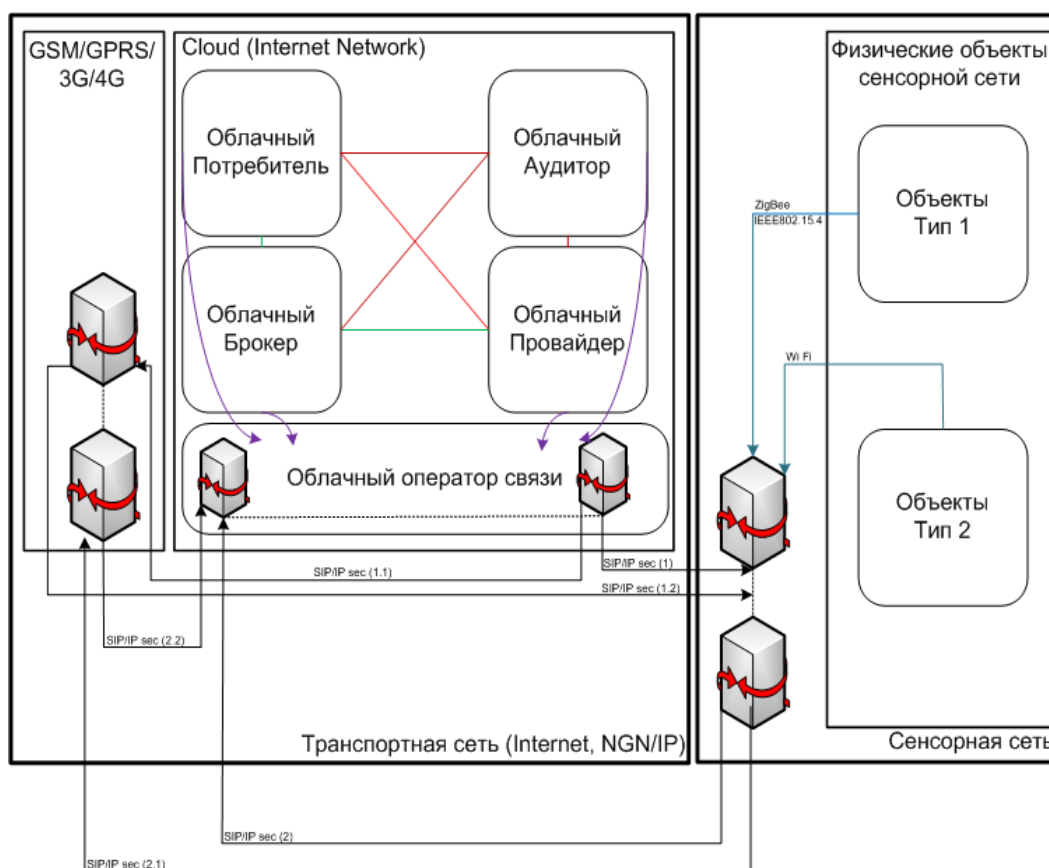 GSM/GPRS/
3G/4G
Cloud (Internet Network)
Облачный
Потребитель
Облачный
Аудитор
Облачный
Брокер
Облачный
Провайдер
Облачный оператор связи
SIP/IP sec (1)
SIP/IP sec (1.1)
SIP/IP sec (1.2)
SIP/IP sec (2.2)
Транспортная сеть (Internet, NGN/IP)
SIP/IP sec (2)
SIP/IP sec (2.1)
Физические объекты
сенсорной сети
ZigBee
IEEE802.15.4
Объекты
Тип 1
Wi Fi
Объекты
Тип 2
Сенсорная сеть